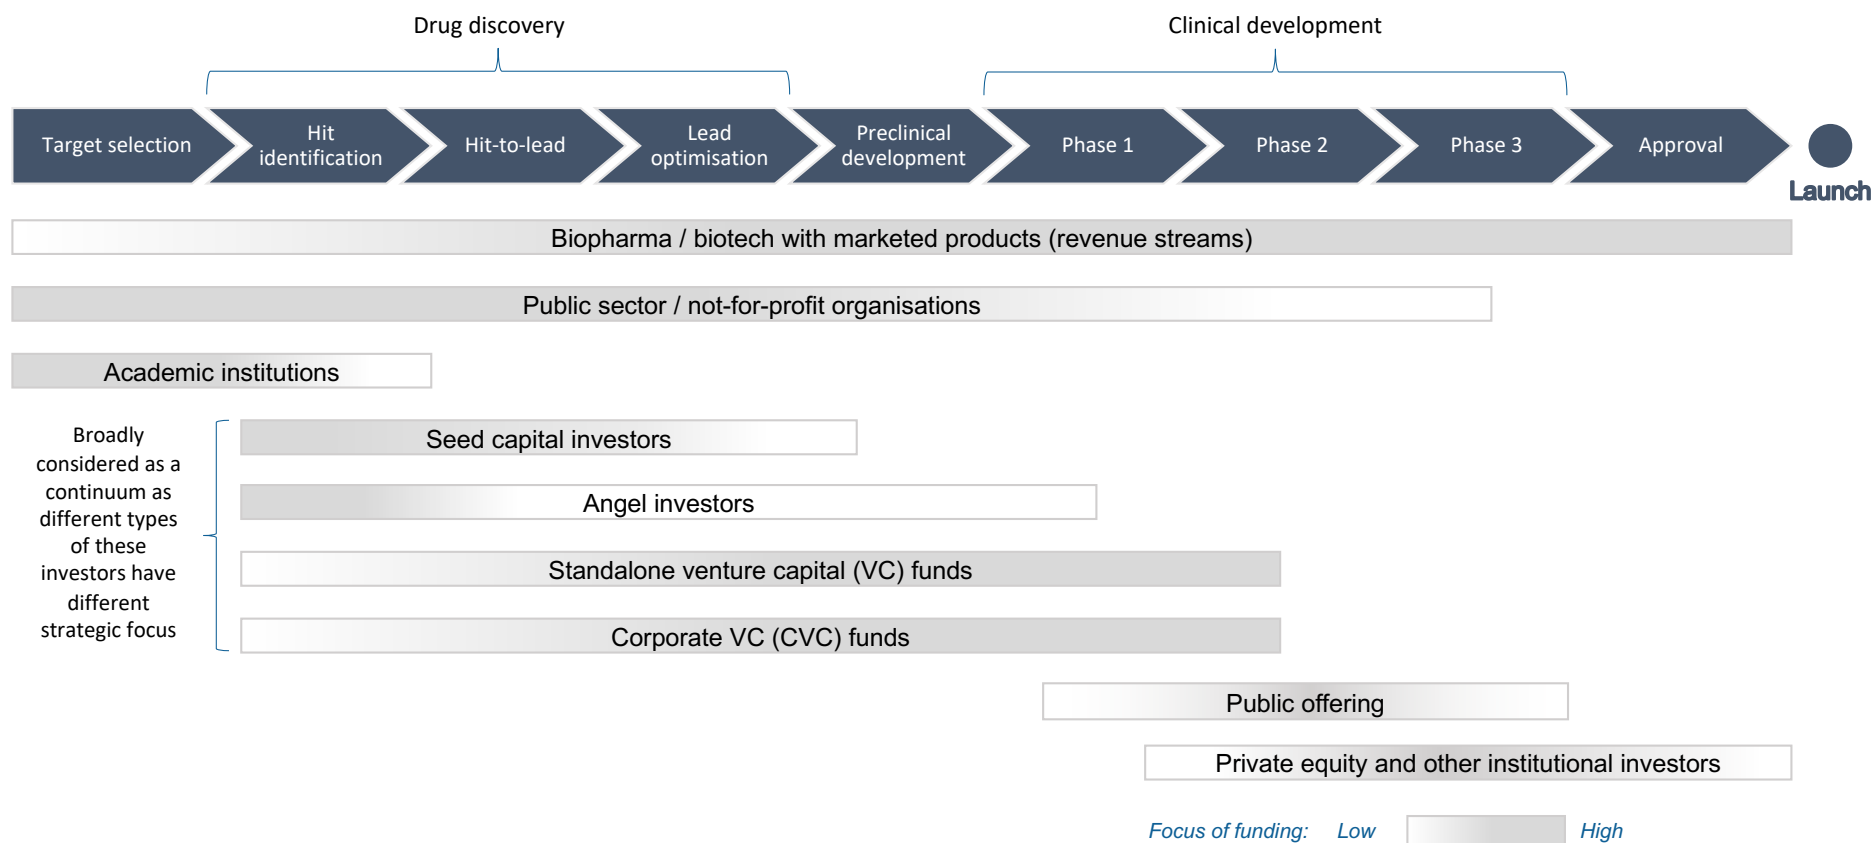 Drug discovery
Clinical development
Target selection
Hit
identification
Hit-to-lead
Lead
optimisation
Preclinical
development
Phase 1
Phase 2
Phase 3
Approval
Launch
Biopharma / biotech with marketed products (revenue streams)
Public sector / not-for-profit organisations
Academic institutions
Broadly
considered as a
continuum as
different types
of these
investors have
different
strategic focus
Seed capital investors
Angel investors
Standalone venture capital (VC) funds
Corporate VC (CVC) funds
Public offering
Private equity and other institutional investors
Focus of funding: Low High